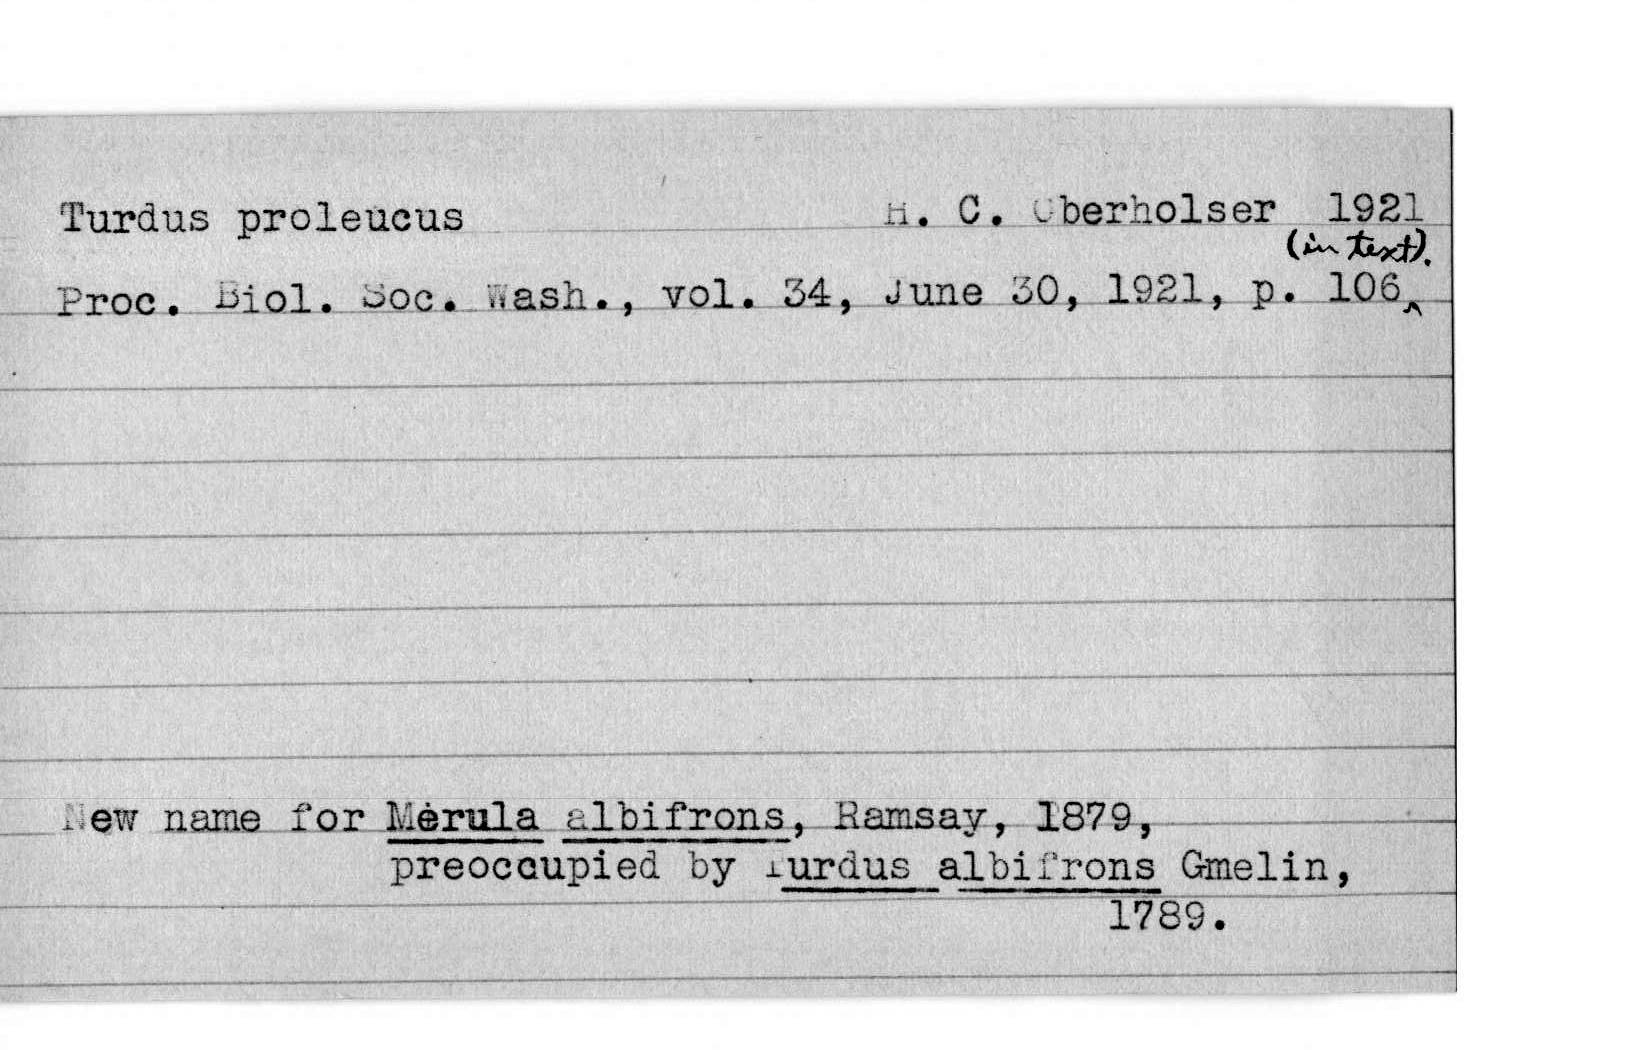 Turdus proleucus H. C. Oberholser 1921
(in text).
Proc. Biol. Soc. Wash., vol. 34, June 30, 1921, p. 106‸
New name for Merula albifrons, Ramsay, 1879,
preoccupied by Turdus albifrons Gmelin,
1789.